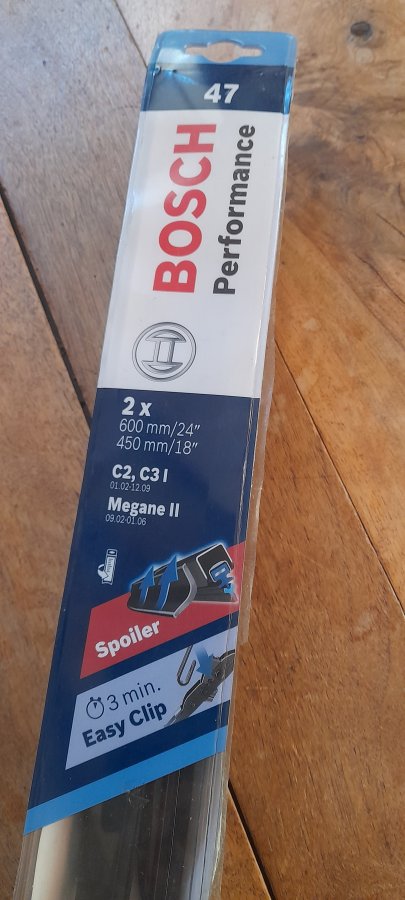 47
BOSCH
Performance
2 x
600 mm/24"
450 mm/18"
C2, C3 I
01.02-12.09
Megane II
09.02-01.06
Spoiler
3 min.
Easy Clip